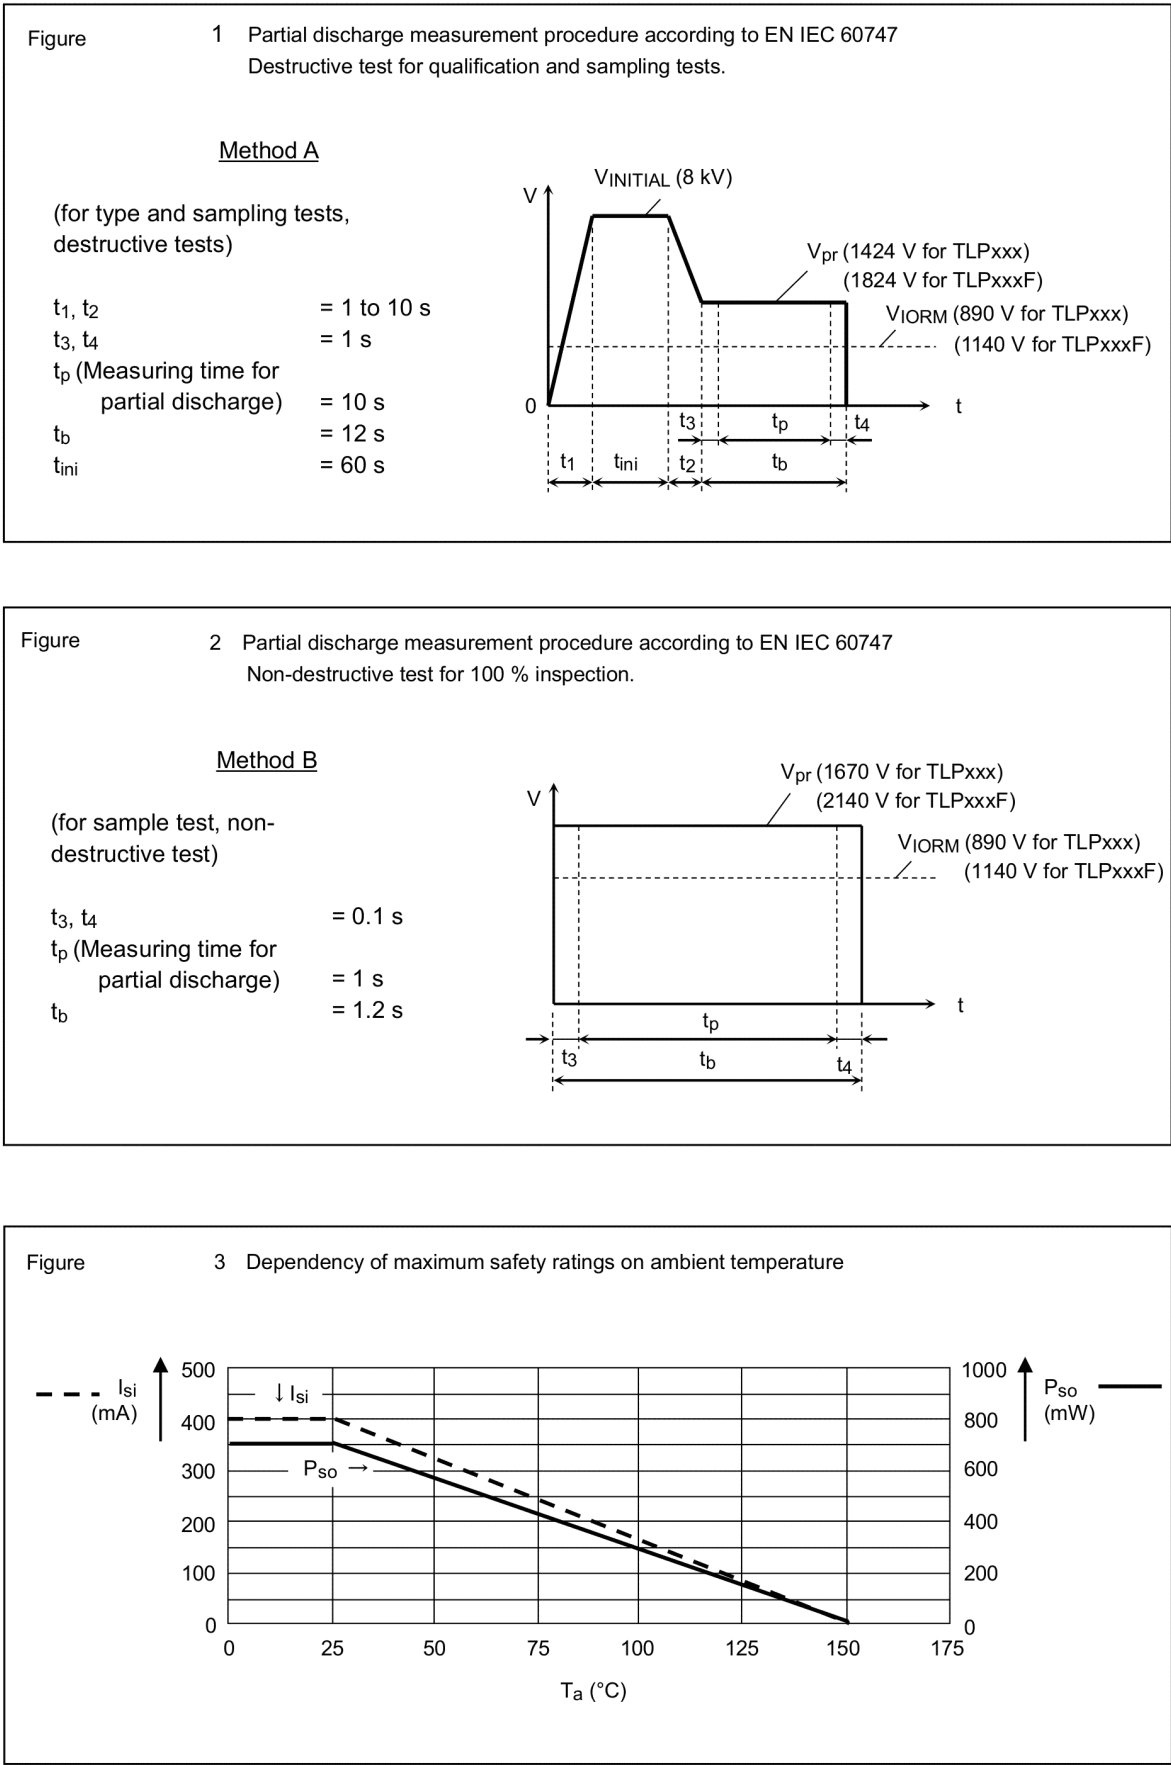 Figure 1 Partial discharge measurement procedure according to EN IEC 60747
Destructive test for qualification and sampling tests.
Method A
(for type and sampling tests,
destructive tests)
t1, t2 = 1 to 10 s
t3, t4 = 1 s
tp (Measuring time for
partial discharge) = 10 s
tb = 12 s
tini = 60 s
VINITIAL (8 kV)
V
Vpr (1424 V for TLPxxx)
(1824 V for TLPxxxF)
VIORM (890 V for TLPxxx)
(1140 V for TLPxxxF)
0
t
t3 tp t4
t1 tini t2 tb
Figure 2 Partial discharge measurement procedure according to EN IEC 60747
Non-destructive test for 100 % inspection.
Method B
(for sample test, non-
destructive test)
t3, t4 = 0.1 s
tp (Measuring time for
partial discharge) = 1 s
tb = 1.2 s
Vpr (1670 V for TLPxxx)
V
(2140 V for TLPxxxF)
VIORM (890 V for TLPxxx)
(1140 V for TLPxxxF)
t
tp
t3 tb t4
Figure 3 Dependency of maximum safety ratings on ambient temperature
Isi
(mA)
500
400
300
200
100
0
↓ Isi
Pso →
1000
800
600
400
200
0
Pso
(mW)
0 25 50 75 100 125 150 175
Ta (°C)